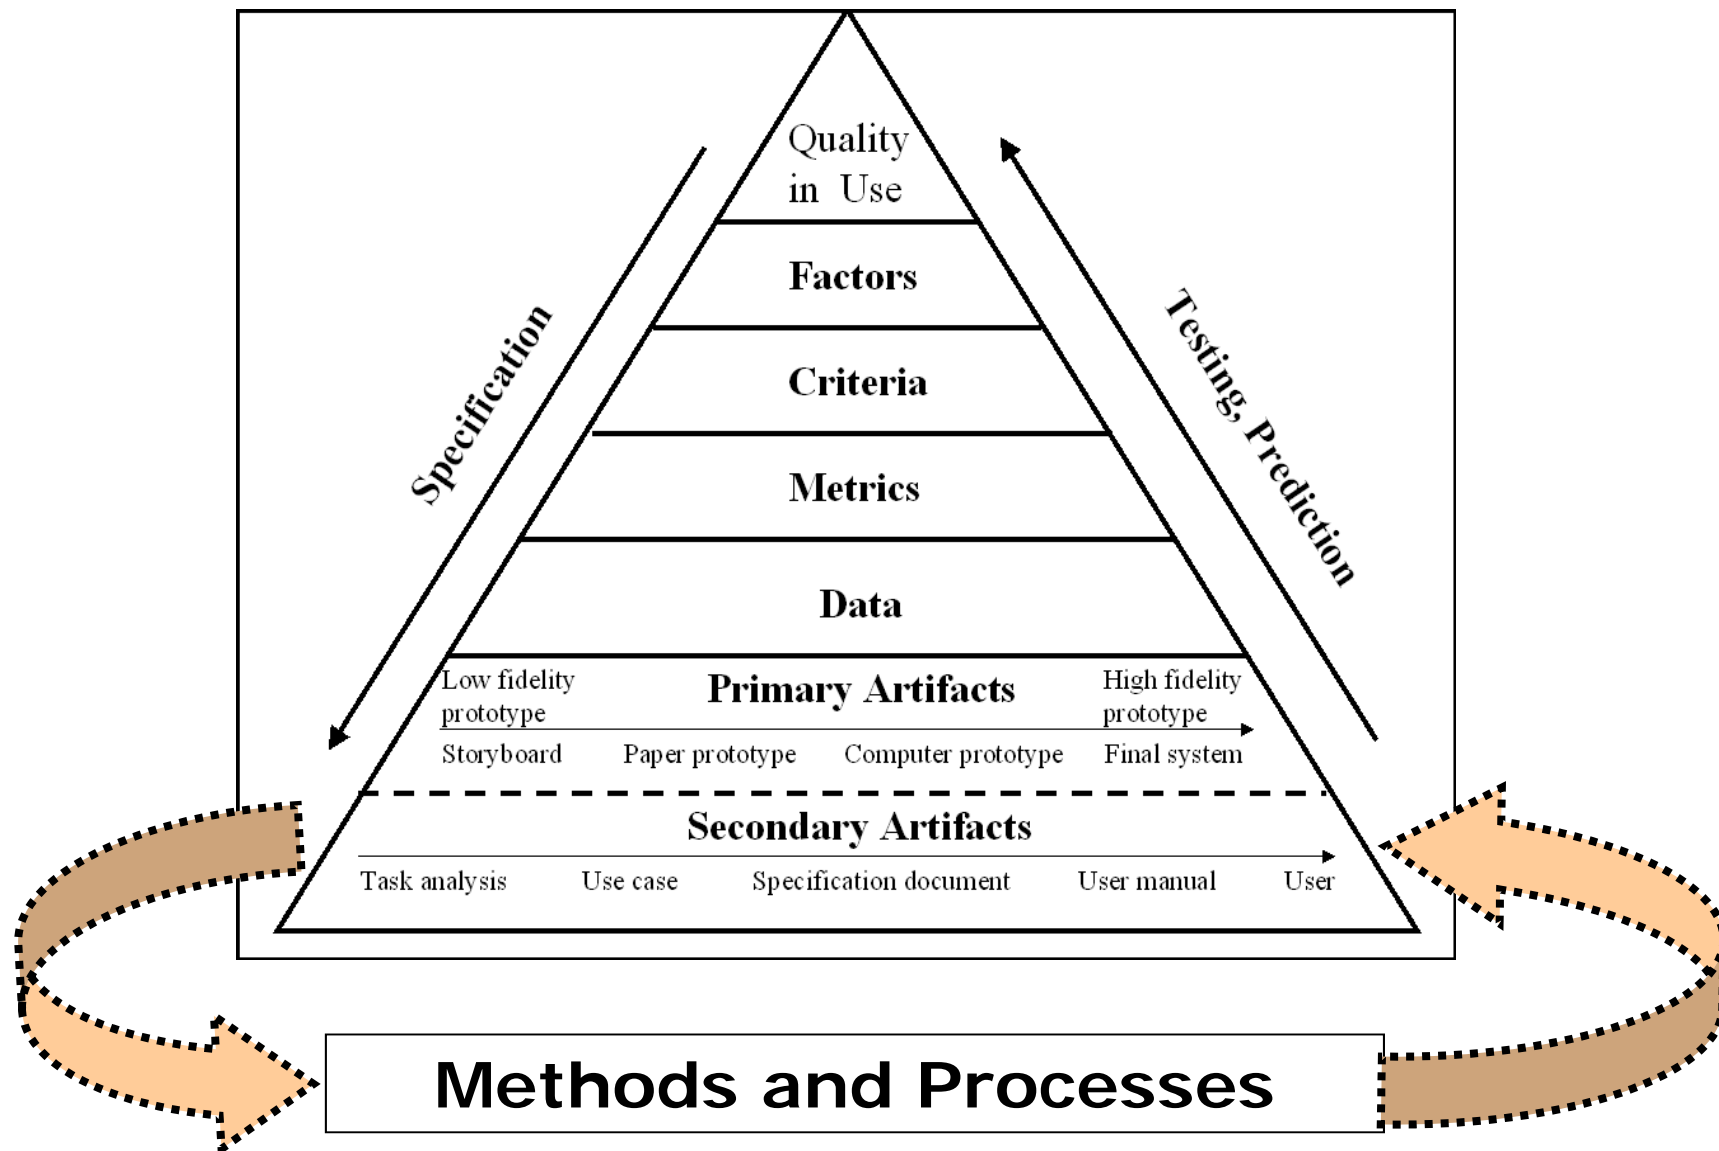 Quality
in Use
Factors
Criteria
Metrics
Data
Specification
Testing, Prediction
Low fidelity
prototype
Primary Artifacts
High fidelity
prototype
Storyboard Paper prototype Computer prototype Final system
Secondary Artifacts
Task analysis Use case Specification document User manual User
Methods and Processes